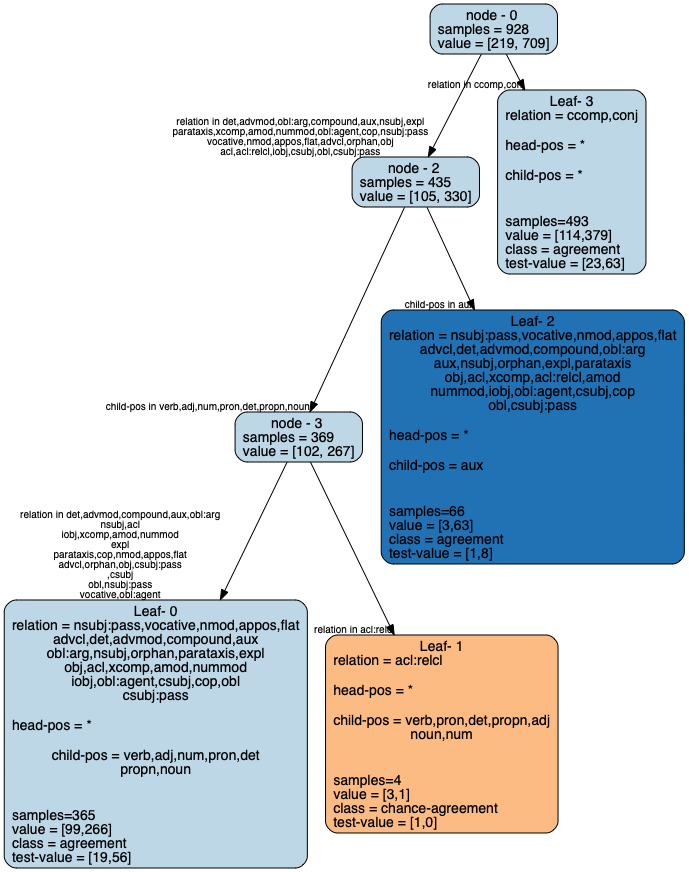 node - 0
samples = 928
value = [219, 709]
relation in ccomp,con
Leaf- 3
relation = ccomp,conj
head-pos = *
child-pos = *
samples=493
value = [114,379]
class = agreement
test-value = [23,63]
relation in det,advmod,obl:arg,compound,aux,nsubj,expl
parataxis,xcomp,amod,nummod,obl:agent,cop,nsubj:pass
vocative,nmod,appos,flat,advcl,orphan,obj
acl,acl:relcl,iobj,csubj,obl,csubj:pass
node - 2
samples = 435
value = [105, 330]
child-pos in aux
Leaf- 2
relation = nsubj:pass,vocative,nmod,appos,flat
advcl,det,advmod,compound,obl:arg
aux,nsubj,orphan,expl,parataxis
obj,acl,xcomp,acl:relcl,amod
nummod,iobj,obl:agent,csubj,cop
obl,csubj:pass
head-pos = *
child-pos = aux
samples=66
value = [3,63]
class = agreement
test-value = [1,8]
child-pos in verb,adj,num,pron,det,propn,noun
node - 3
samples = 369
value = [102, 267]
relation in det,advmod,compound,aux,obl:arg
nsubj,acl
iobj,xcomp,amod,nummod
expl
parataxis,cop,nmod,appos,flat
advcl,orphan,obj,csubj:pass
,csubj
obl,nsubj:pass
vocative,obl:agent
Leaf- 0
relation = nsubj:pass,vocative,nmod,appos,flat
advcl,det,advmod,compound,aux
obl:arg,nsubj,orphan,parataxis,expl
obj,acl,xcomp,amod,nummod
iobj,obl:agent,csubj,cop,obl
csubj:pass
head-pos = *
child-pos = verb,adj,num,pron,det
propn,noun
samples=365
value = [99,266]
class = agreement
test-value = [19,56]
relation in acl:relcl
Leaf- 1
relation = acl:relcl
head-pos = *
child-pos = verb,pron,det,propn,adj
noun,num
samples=4
value = [3,1]
class = chance-agreement
test-value = [1,0]